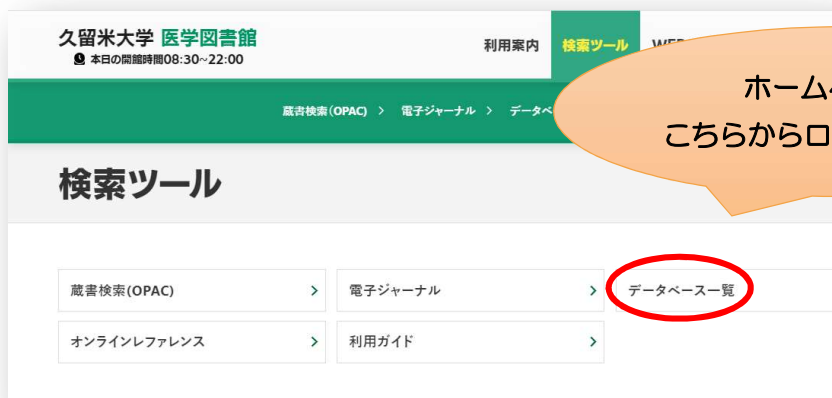 久留米大学 医学図書館
本日の開館時間08:30~22:00
利用案内 検索ツール
蔵書検索(OPAC) > 電子ジャーナル >
ホーム
こちらから
検索ツール
蔵書検索(OPAC) >
電子ジャーナル >
データベース一覧
オンラインレファレンス >
利用ガイド >